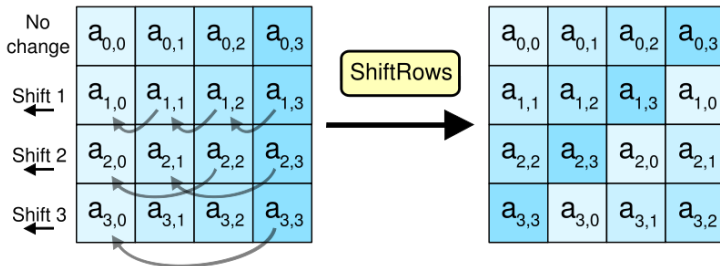 No change a0,0 a0,1 a0,2 a0,3 a0,0 a0,1 a0,2 a0,3
ShiftRows
Shift 1 a1,0 a1,1 a1,2 a1,3 a1,1 a1,2 a1,3 a1,0
Shift 2 a2,0 a2,1 a2,2 a2,3 a2,2 a2,3 a2,0 a2,1
Shift 3 a3,0 a3,1 a3,2 a3,3 a3,3 a3,0 a3,1 a3,2